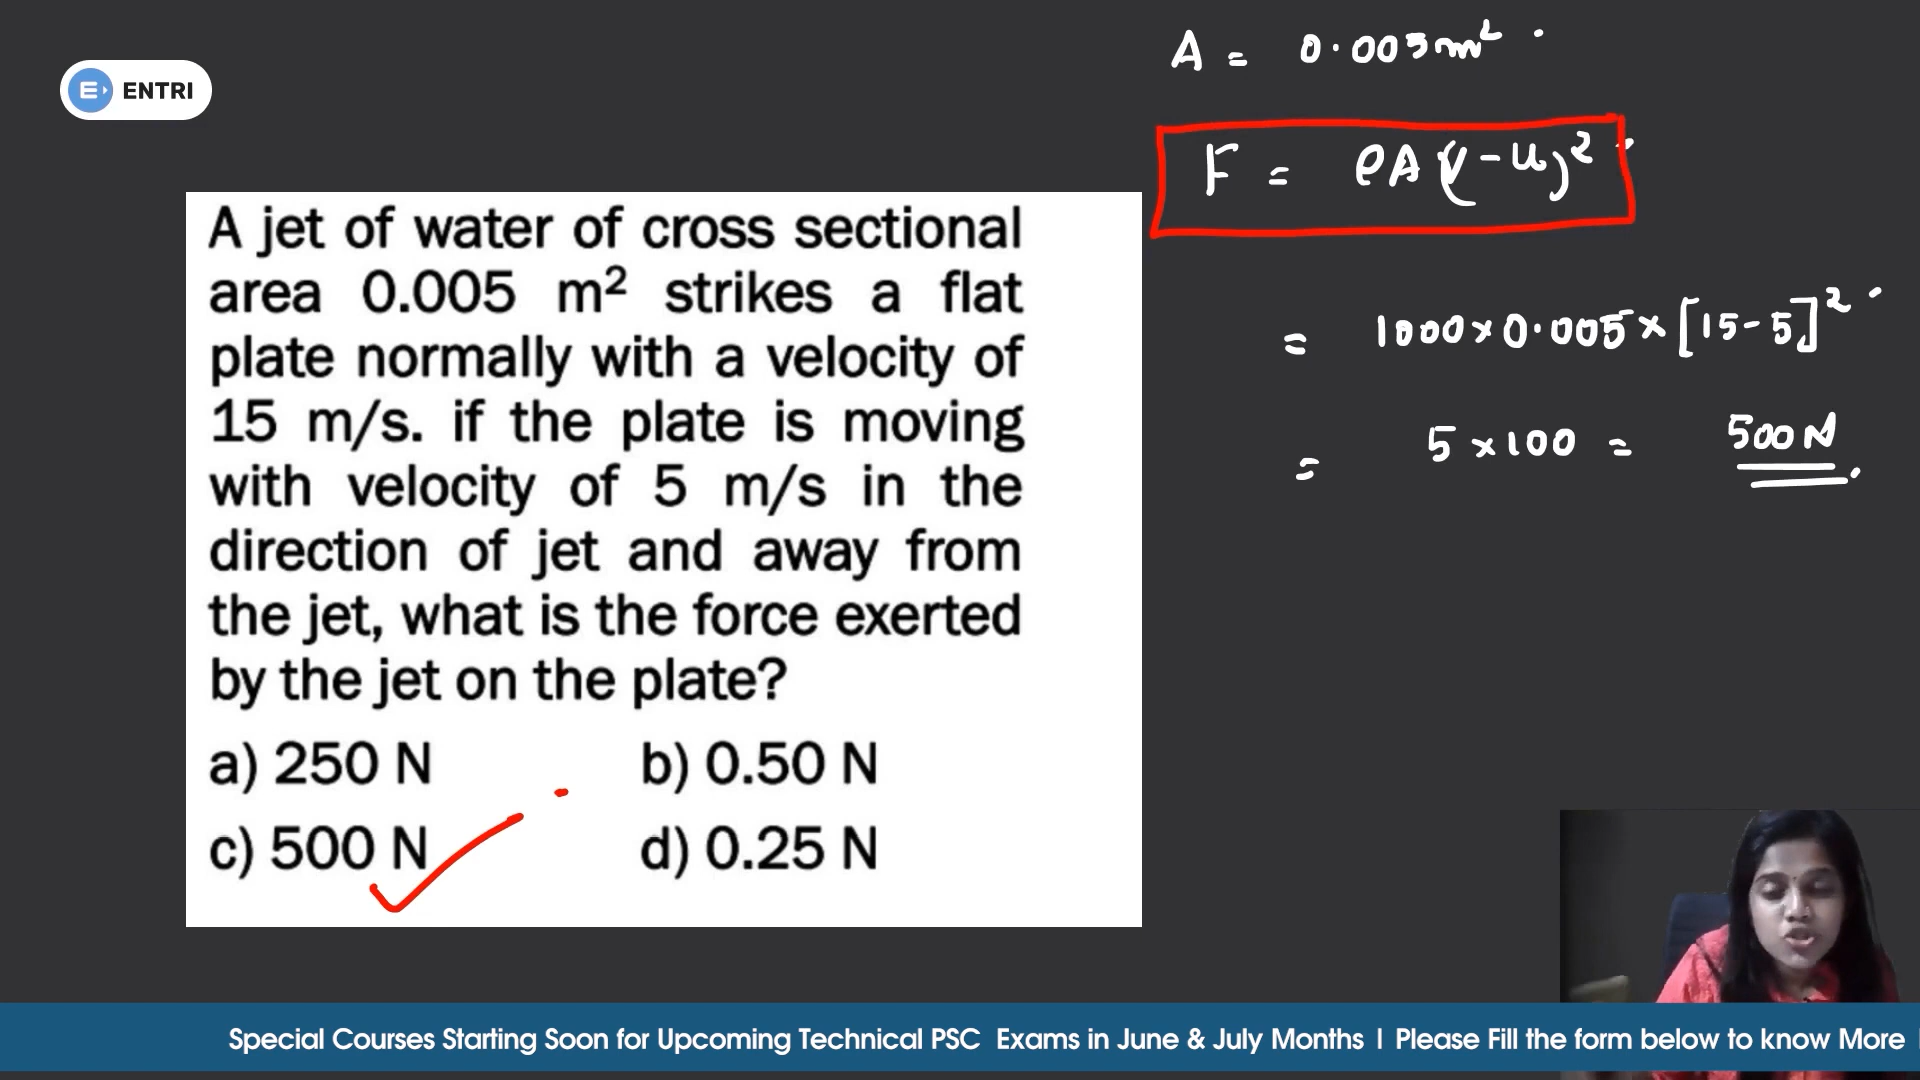 ENTRI
A = 0.005m²
F = ρA(V-u)²
= 1000×0.005×[15-5]²
= 5×100 = 500N
A jet of water of cross sectional
area 0.005 m² strikes a flat
plate normally with a velocity of
15 m/s. if the plate is moving
with velocity of 5 m/s in the
direction of jet and away from
the jet, what is the force exerted
by the jet on the plate?
a) 250 N b) 0.50 N
c) 500 N d) 0.25 N
Special Courses Starting Soon for Upcoming Technical PSC Exams in June & July Months | Please Fill the form below to know More